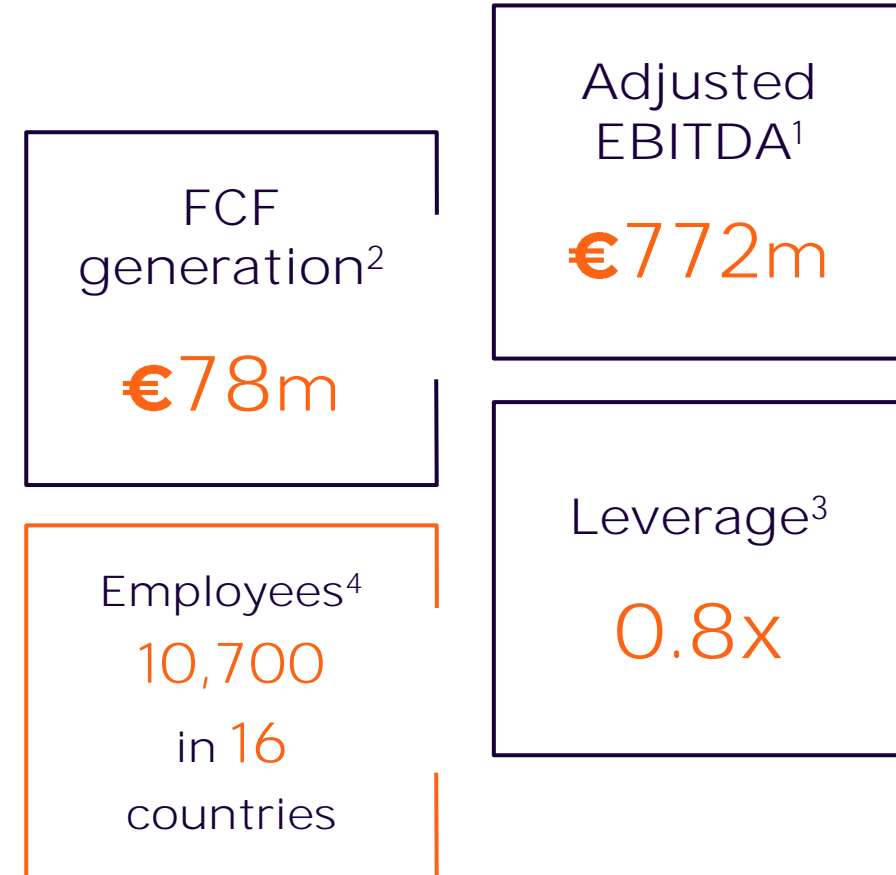 Adjusted
EBITDA¹
€772m
FCF
generation²
€78m
Leverage³
0.8x
Employees⁴
10,700
in 16
countries